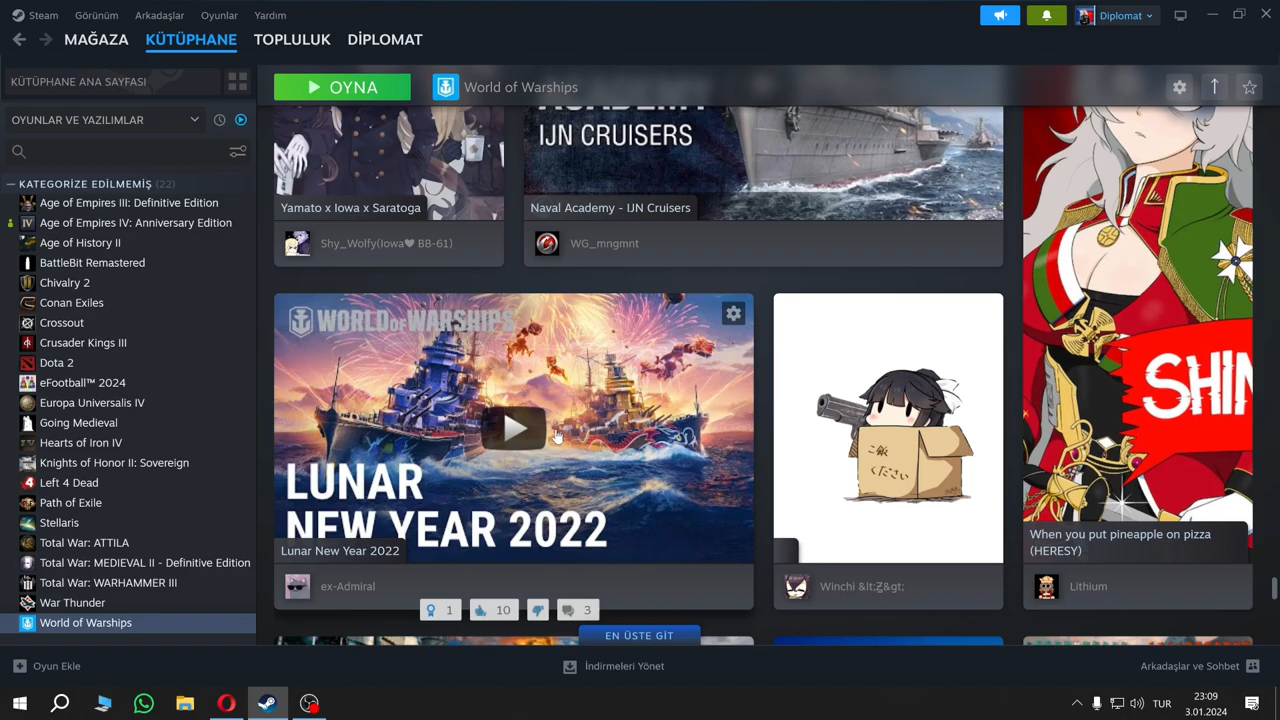 Steam Görünüm Arkadaşlar Oyunlar Yardım
Diplomat
MAĞAZA KÜTÜPHANE TOPLULUK DİPLOMAT
KÜTÜPHANE ANA SAYFASI
OYNA World of Warships
OYUNLAR VE YAZILIMLAR
KATEGORİZE EDİLMEMİŞ (22)
Age of Empires III: Definitive Edition
Age of Empires IV: Anniversary Edition
Age of History II
BattleBit Remastered
Chivalry 2
Conan Exiles
Crossout
Crusader Kings III
Dota 2
eFootball™ 2024
Europa Universalis IV
Going Medieval
Hearts of Iron IV
Knights of Honor II: Sovereign
Left 4 Dead
Path of Exile
Stellaris
Total War: ATTILA
Total War: MEDIEVAL II - Definitive Edition
Total War: WARHAMMER III
War Thunder
World of Warships
ACADEMY
IJN CRUISERS
Yamato x Iowa x Saratoga
Naval Academy - IJN Cruisers
Shy_Wolfy(Iowa♥ BB-61)
WG_mngmnt
WORLD OF WARSHIPS
LUNAR
NEW YEAR 2022
Lunar New Year 2022
ex-Admiral
1 10 3
ご飯
ください
Winchi &lt;Ȥ&gt;
SHIN
When you put pineapple on pizza
(HERESY)
Lithium
EN ÜSTE GİT
Oyun Ekle
İndirmeleri Yönet
Arkadaşlar ve Sohbet
TUR
23:09
3.01.2024